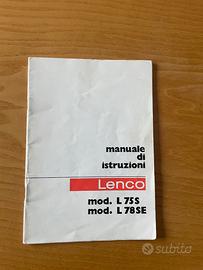 manuale
di
istruzioni
Lenco
mod. L 75S
mod. L 78SE
subito